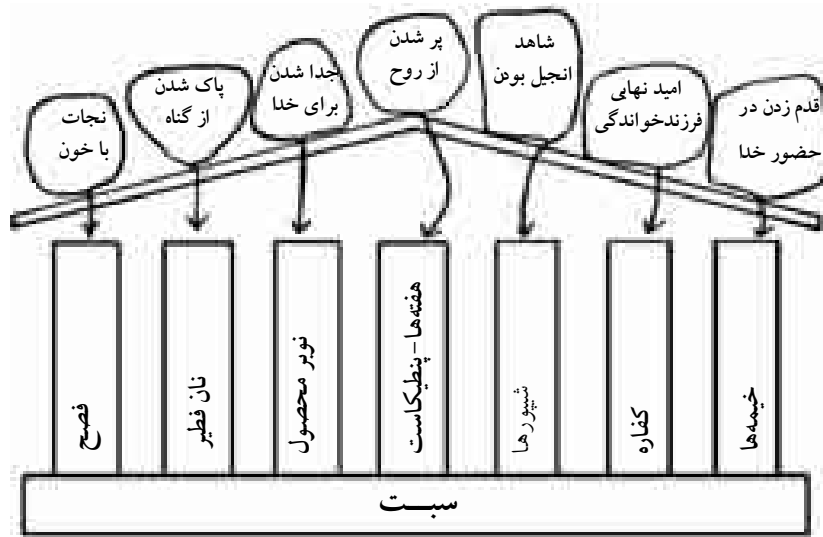 نجات
با خون
پاک شدن
از گناه
جدا شدن
برای خدا
پر شدن
از روح
شاهد
انجیل بودن
امید نهایی
فرزندخواندگی
قدم زدن در
حضور خدا
فصح
نان فطیر
نوبر محصول
هفته‌ها - پنطیکاست
شیپورها
کفاره
خیمه‌ها
سبت